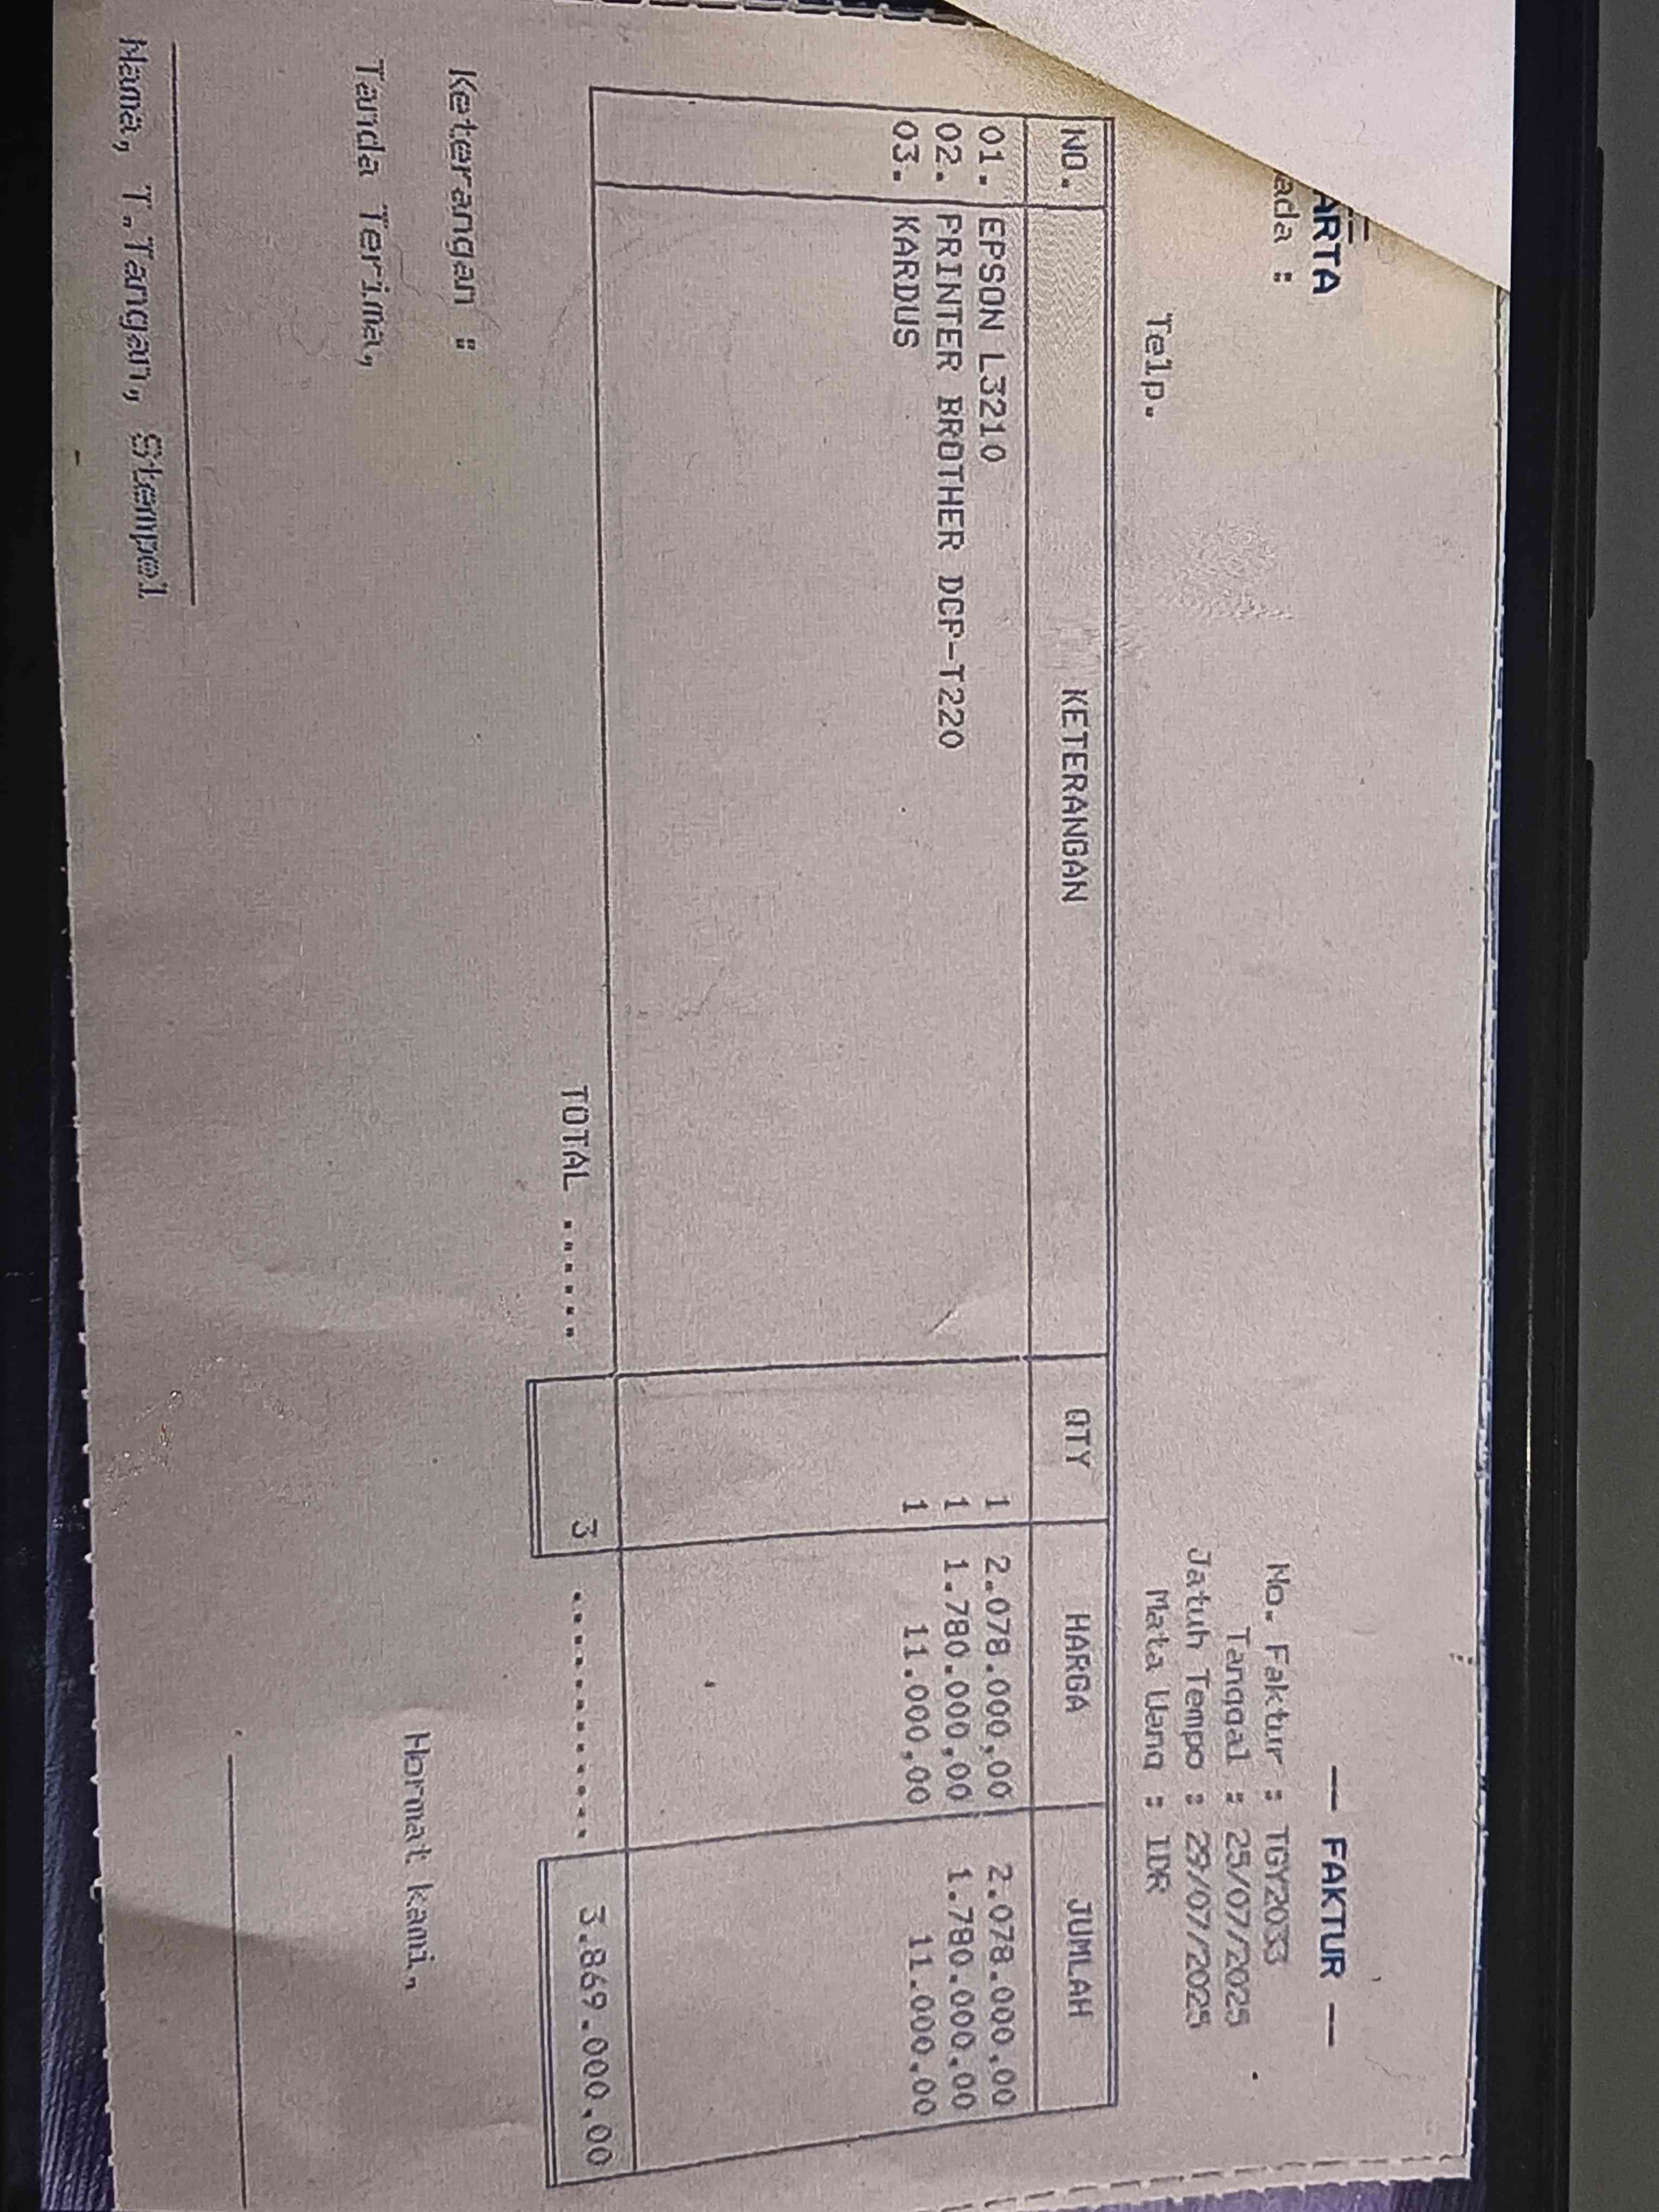 ARTA
— FAKTUR —
ada :
No. Faktur : TGY2033
Tanggal : 25/07/2025
Jatuh Tempo : 29/07/2025
Telp.
Mata Uang : IDR
NO. KETERANGAN QTY HARGA JUMLAH
01. EPSON L3210 1 2.078.000,00 2.078.000,00
02. PRINTER BROTHER DCP-T220 1 1.780.000,00 1.780.000,00
03. KARDUS 1 11.000,00 11.000,00
TOTAL ...... 3 ............ 3.869.000,00
Keterangan :
Tanda Terima,
Hormat kami,
Nama, T.Tangan, Stempel